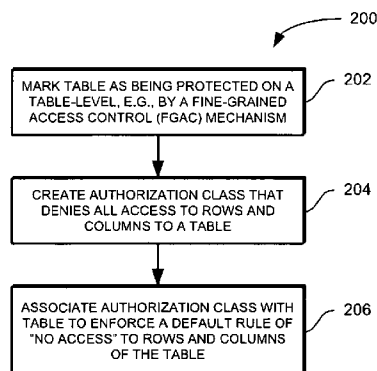 200
MARK TABLE AS BEING PROTECTED ON A
TABLE-LEVEL, E.G., BY A FINE-GRAINED
ACCESS CONTROL (FGAC) MECHANISM
202
CREATE AUTHORIZATION CLASS THAT
DENIES ALL ACCESS TO ROWS AND
COLUMNS TO A TABLE
204
ASSOCIATE AUTHORIZATION CLASS WITH
TABLE TO ENFORCE A DEFAULT RULE OF
"NO ACCESS" TO ROWS AND COLUMNS
OF THE TABLE
206